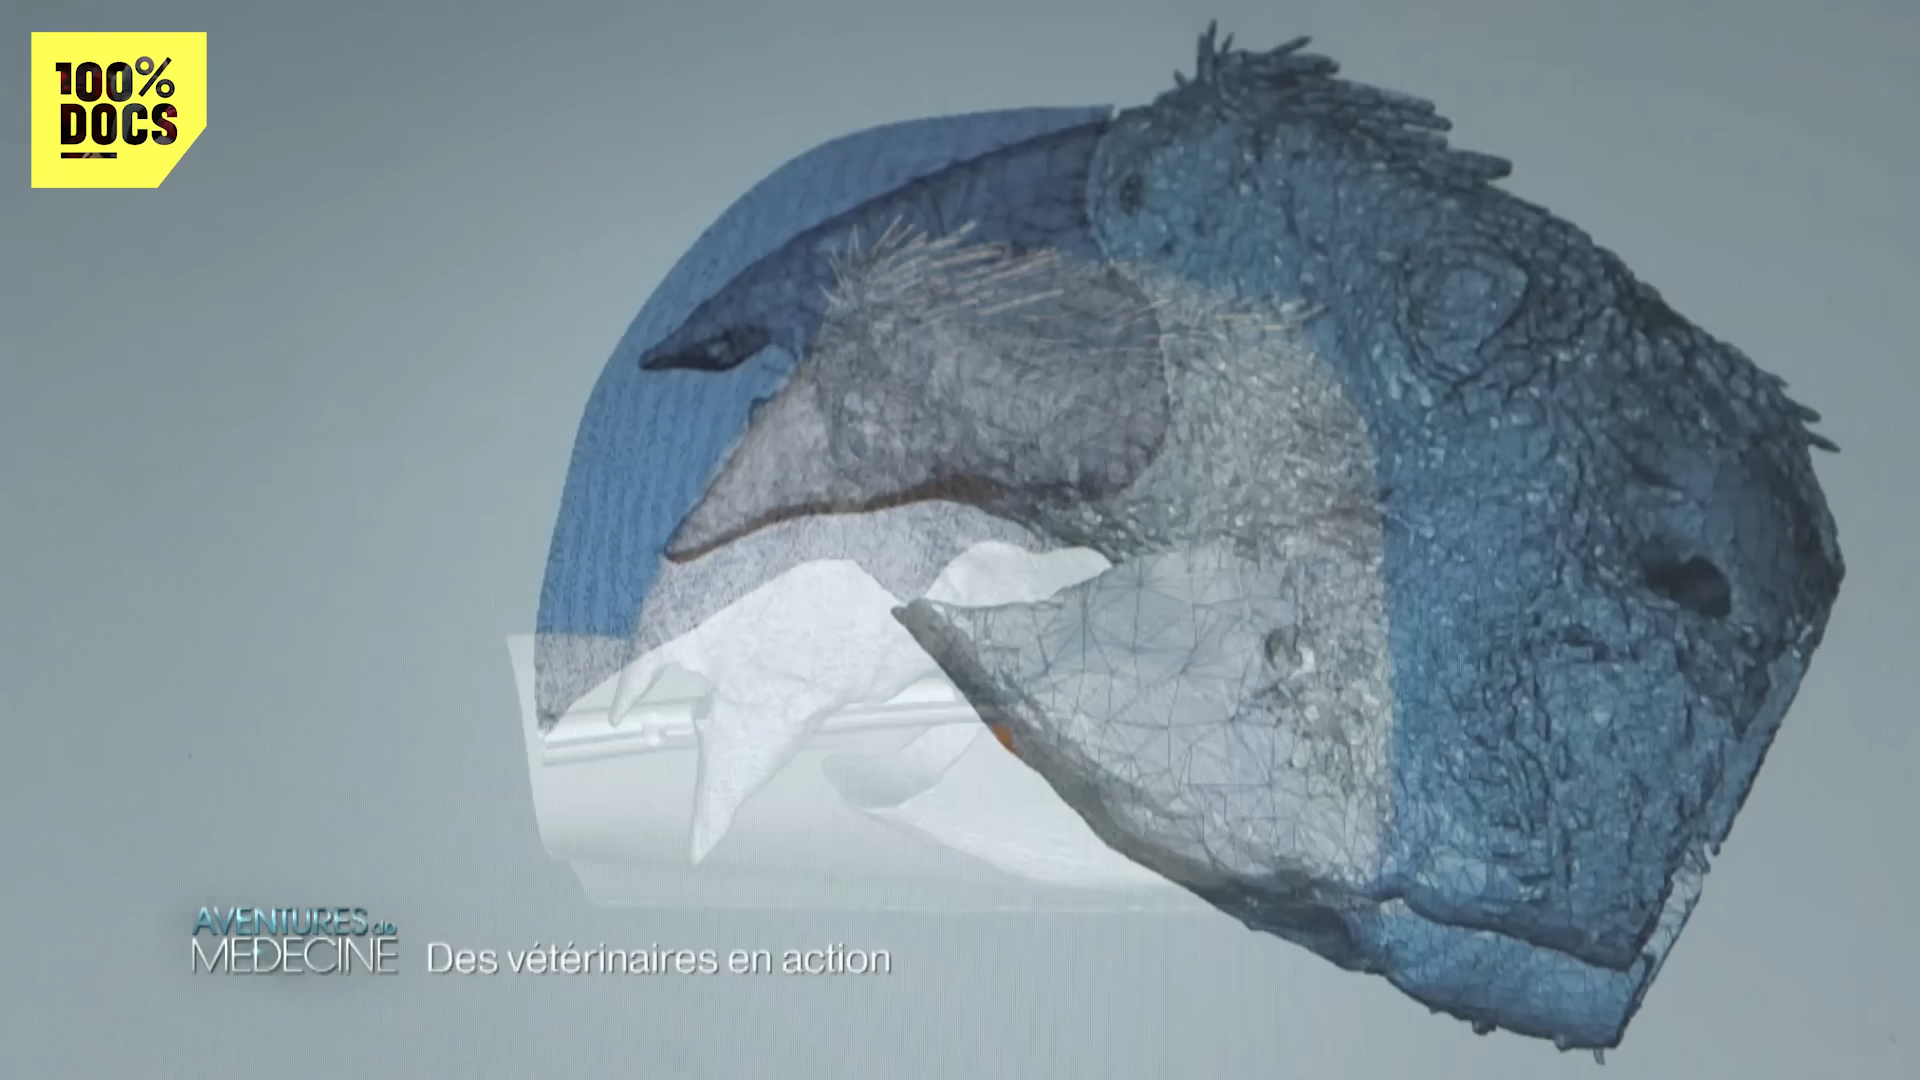 100%
DOCS
AVENTURES de
MEDECINE
Des vétérinaires en action